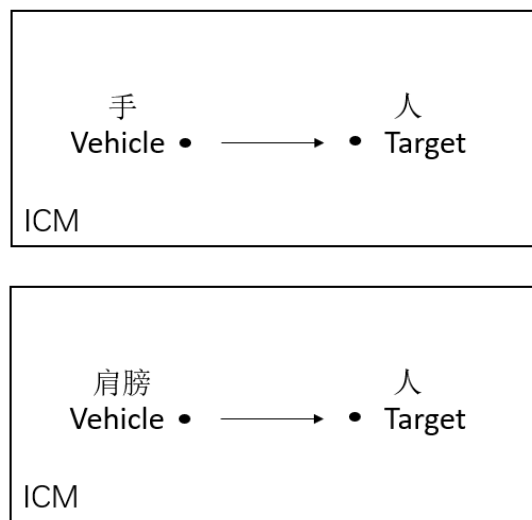 手 人
Vehicle Target
ICM
肩膀 人
Vehicle Target
ICM